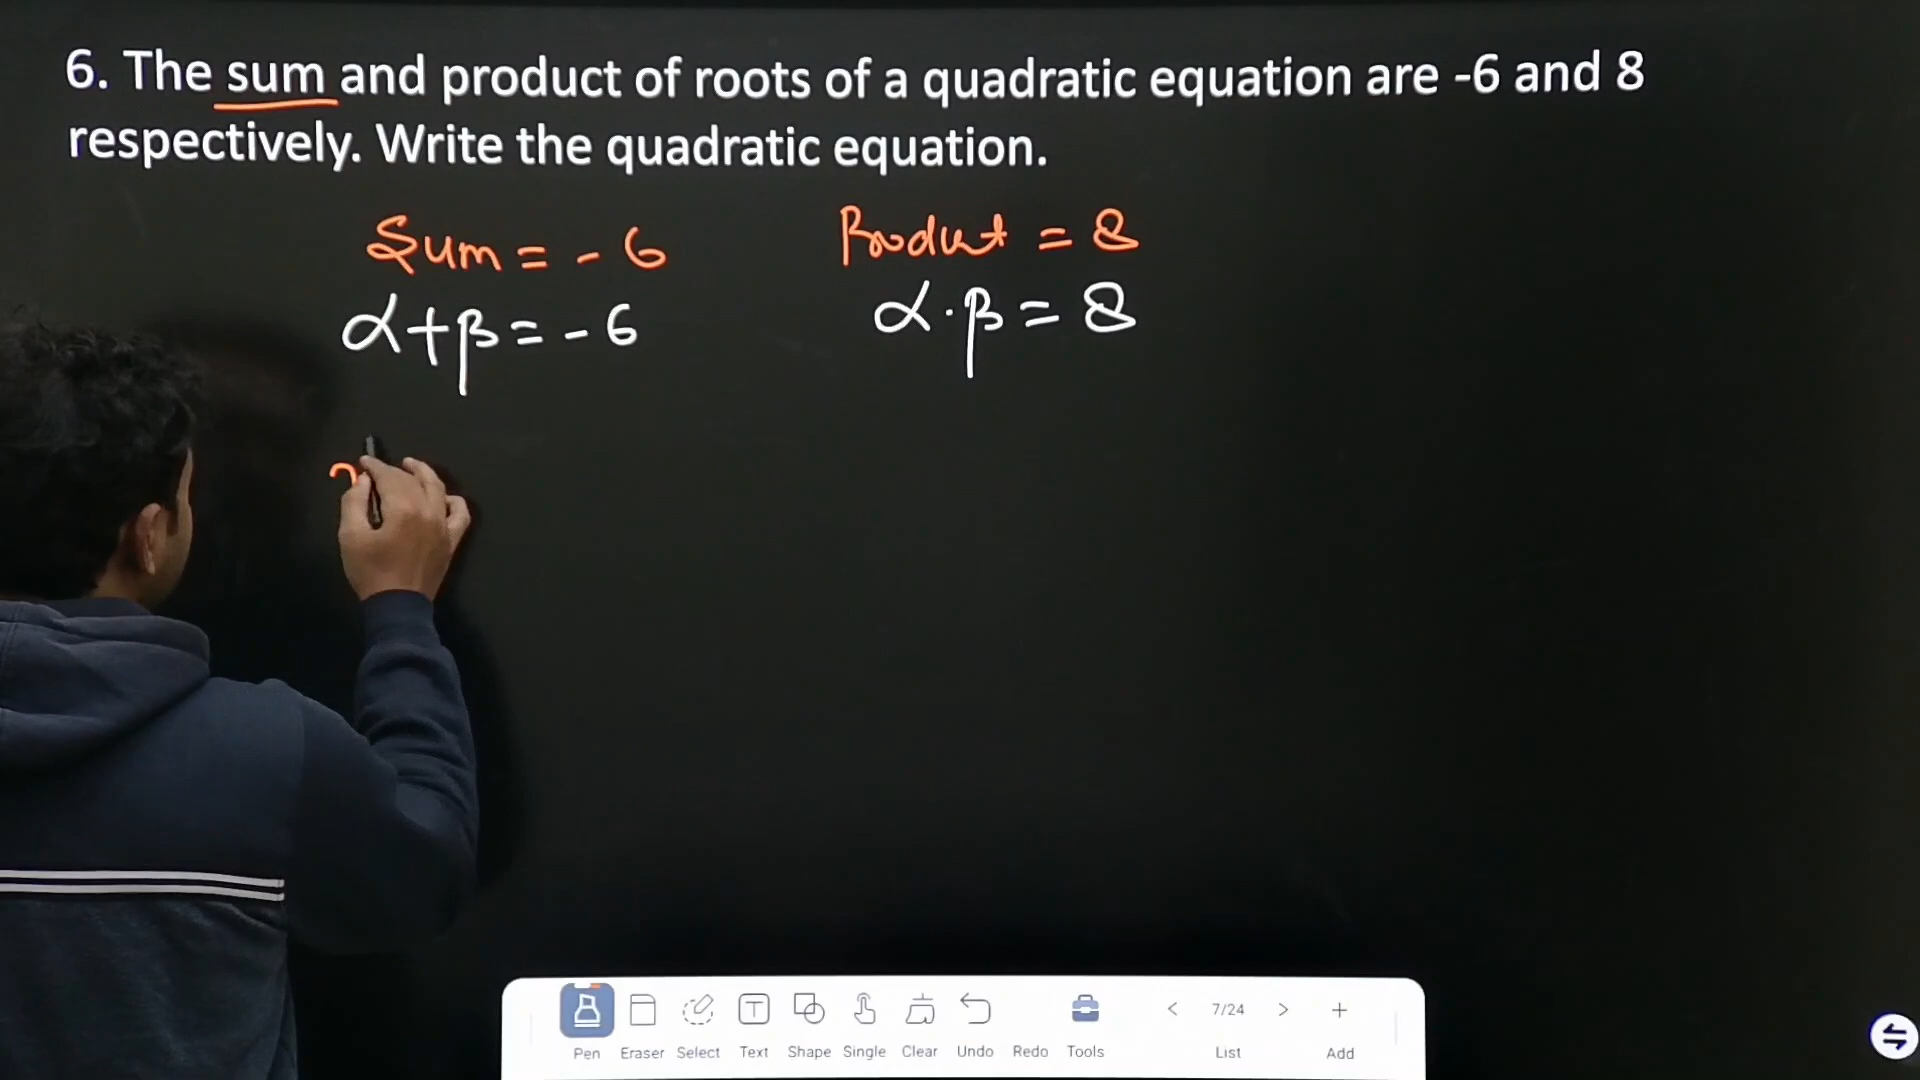 6. The sum and product of roots of a quadratic equation are -6 and 8
respectively. Write the quadratic equation.
Sum = - 6 Product = 8
α+β = - 6 α·β = 8
Pen Eraser Select Text Shape Single Clear Undo Redo Tools < 7/24 > List + Add